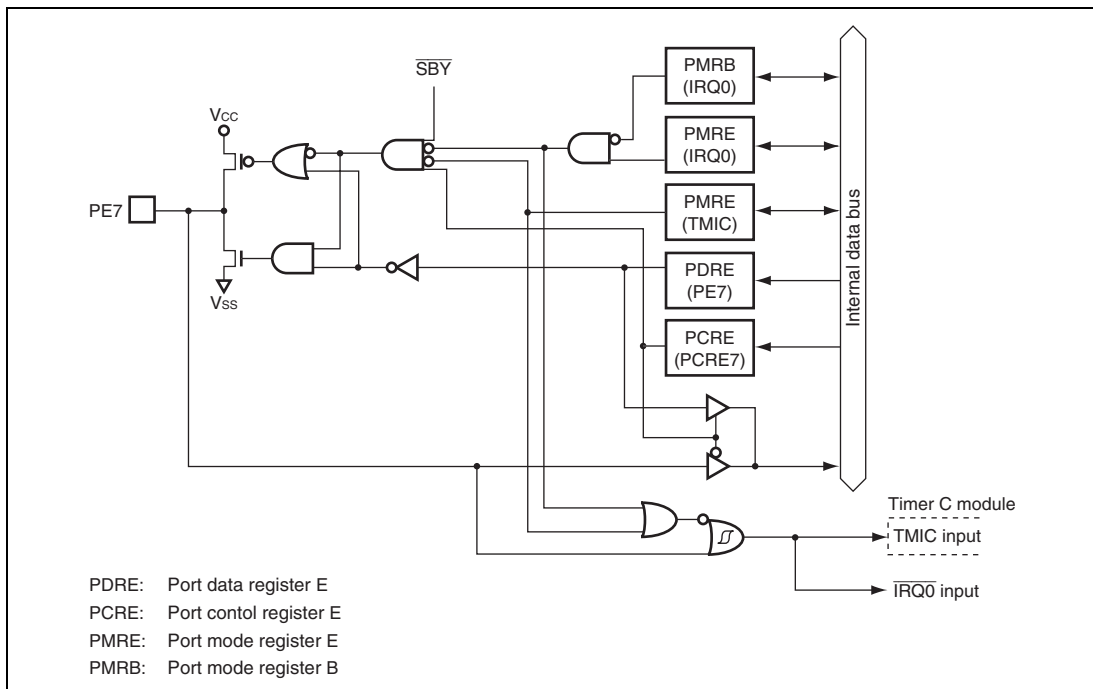 SBY
PMRB
(IRQ0)
VCC
PMRE
(IRQ0)
PE7
PMRE
(TMIC)
PDRE
(PE7)
VSS
PCRE
(PCRE7)
Internal data bus
Timer C module
TMIC input
IRQ0 input
PDRE: Port data register E
PCRE: Port contol register E
PMRE: Port mode register E
PMRB: Port mode register B